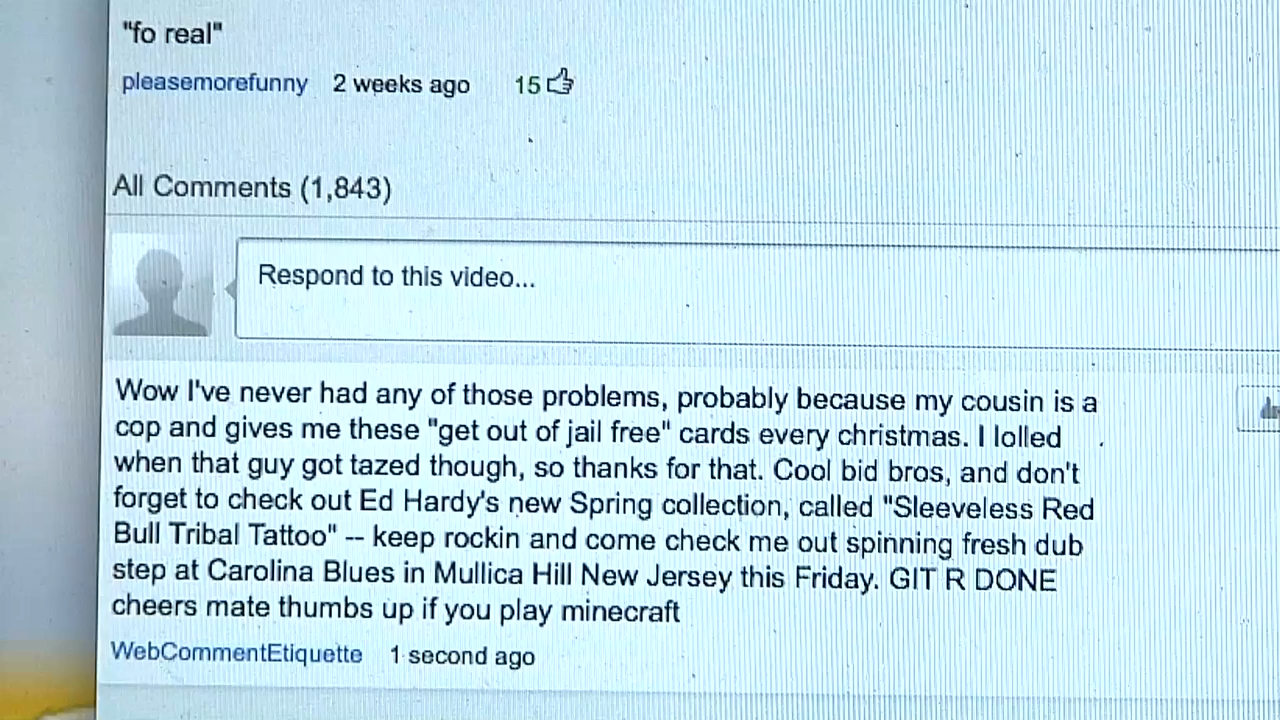 "fo real"
pleasemorefunny 2 weeks ago 15
All Comments (1,843)
Respond to this video...
Wow I've never had any of those problems, probably because my cousin is a
cop and gives me these "get out of jail free" cards every christmas. I lolled
when that guy got tazed though, so thanks for that. Cool bid bros, and don't
forget to check out Ed Hardy's new Spring collection, called "Sleeveless Red
Bull Tribal Tattoo" -- keep rockin and come check me out spinning fresh dub
step at Carolina Blues in Mullica Hill New Jersey this Friday. GIT R DONE
cheers mate thumbs up if you play minecraft
WebCommentEtiquette 1 second ago